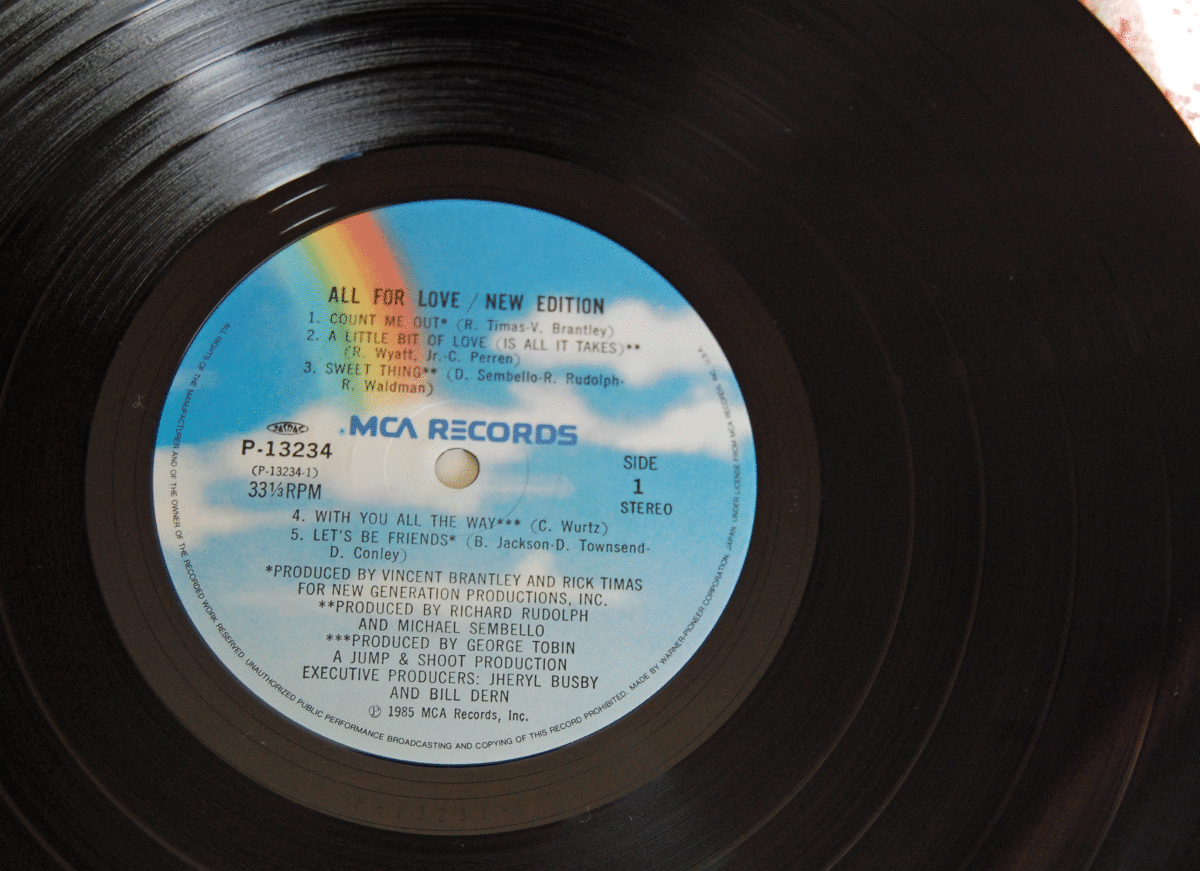 ALL FOR LOVE / NEW EDITION
1. COUNT ME OUT* (R. Timas-V. Brantley)
2. A LITTLE BIT OF LOVE (IS ALL IT TAKES)**
(R. Wyatt, Jr.-C. Perren)
3. SWEET THING** (D. Sembello-R. Rudolph-
R. Waldman)
MCA RECORDS
JASRAC
P-13234
(P-13234-1)
33⅓RPM
SIDE
1
STEREO
4. WITH YOU ALL THE WAY*** (C. Wurtz)
5. LET'S BE FRIENDS* (B. Jackson-D. Townsend-
D. Conley)
*PRODUCED BY VINCENT BRANTLEY AND RICK TIMAS
FOR NEW GENERATION PRODUCTIONS, INC.
**PRODUCED BY RICHARD RUDOLPH
AND MICHAEL SEMBELLO
***PRODUCED BY GEORGE TOBIN
A JUMP & SHOOT PRODUCTION
EXECUTIVE PRODUCERS: JHERYL BUSBY
AND BILL DERN
Ⓟ 1985 MCA Records, Inc.
ALL RIGHTS OF THE MANUFACTURER AND OF THE OWNER OF THE RECORDED WORK RESERVED. UNAUTHORIZED PUBLIC PERFORMANCE BROADCASTING AND COPYING OF THIS RECORD PROHIBITED. MADE BY WARNER-PIONEER CORPORATION, JAPAN. UNDER LICENSE FROM MCA RECORDS, INC. U.S.A.